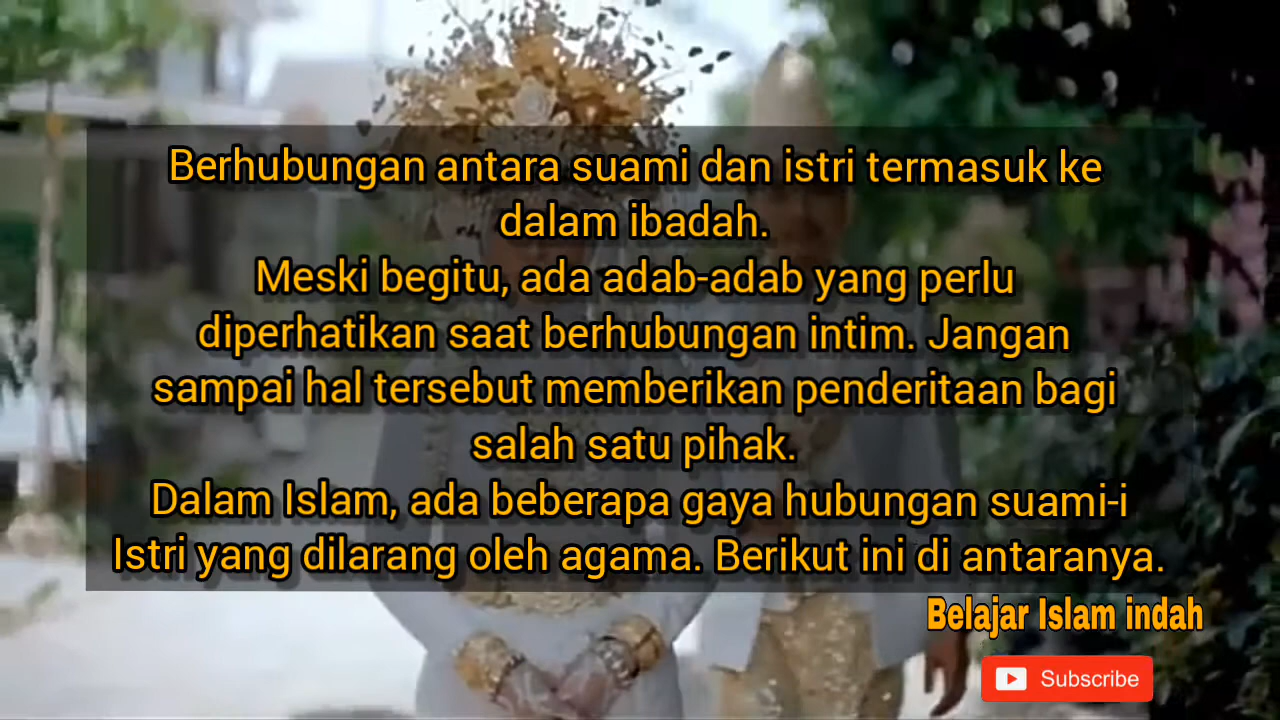 Berhubungan antara suami dan istri termasuk ke
dalam ibadah.
Meski begitu, ada adab-adab yang perlu
diperhatikan saat berhubungan intim. Jangan
sampai hal tersebut memberikan penderitaan bagi
salah satu pihak.
Dalam Islam, ada beberapa gaya hubungan suami-i
Istri yang dilarang oleh agama. Berikut ini di antaranya.
Belajar Islam indah
Subscribe